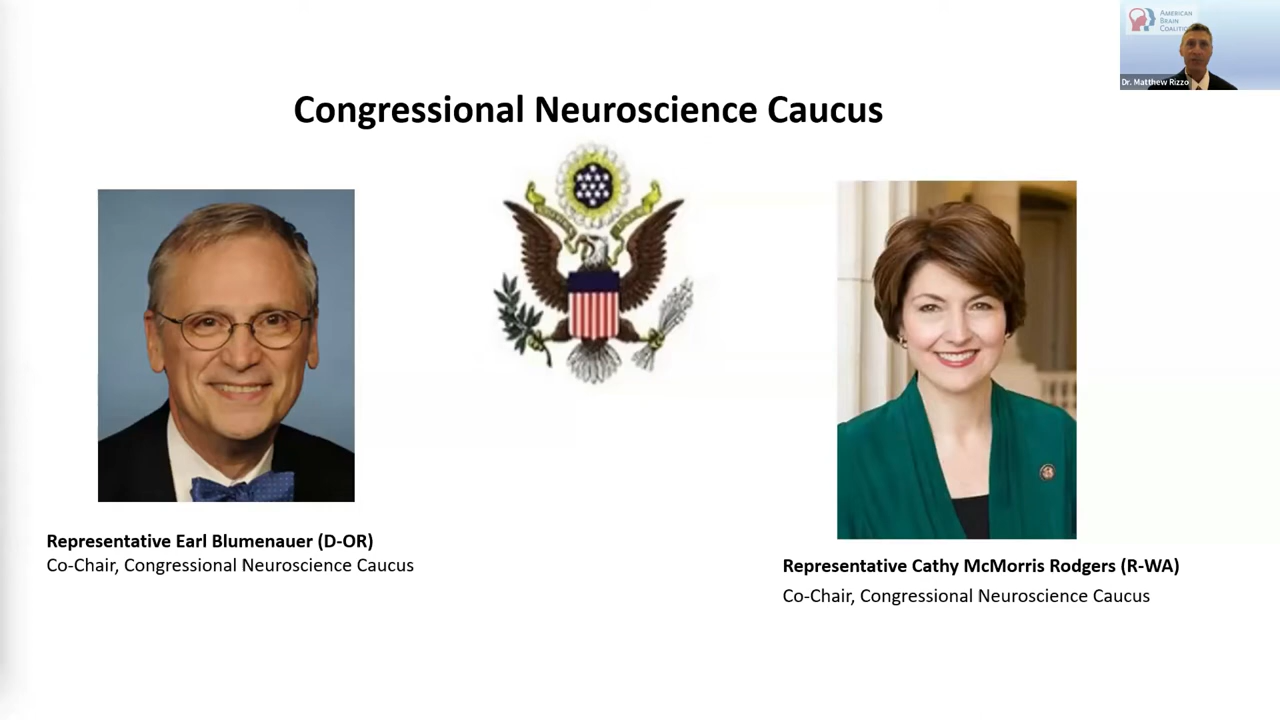 AMERICAN
BRAIN
COALITION
Dr. Matthew Rizzo
Congressional Neuroscience Caucus
Representative Earl Blumenauer (D-OR)
Co-Chair, Congressional Neuroscience Caucus
Representative Cathy McMorris Rodgers (R-WA)
Co-Chair, Congressional Neuroscience Caucus